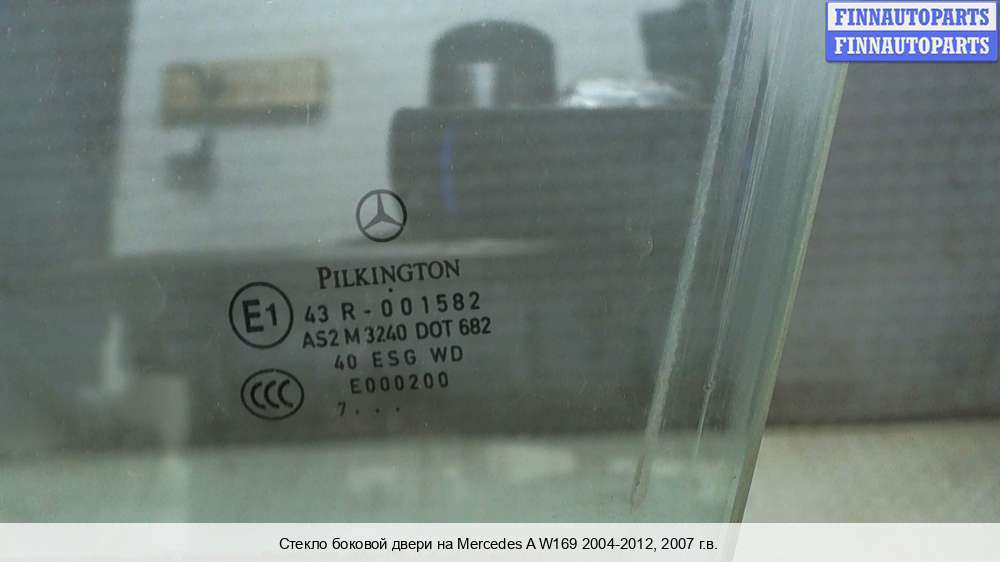 FINNAUTOPARTS
FINNAUTOPARTS
PILKINGTON
E1
43 R - 001582
AS2 M 3240 DOT 682
40 ESG WD
E000200
CCC
7 . . .
Стекло боковой двери на Mercedes A W169 2004-2012, 2007 г.в.